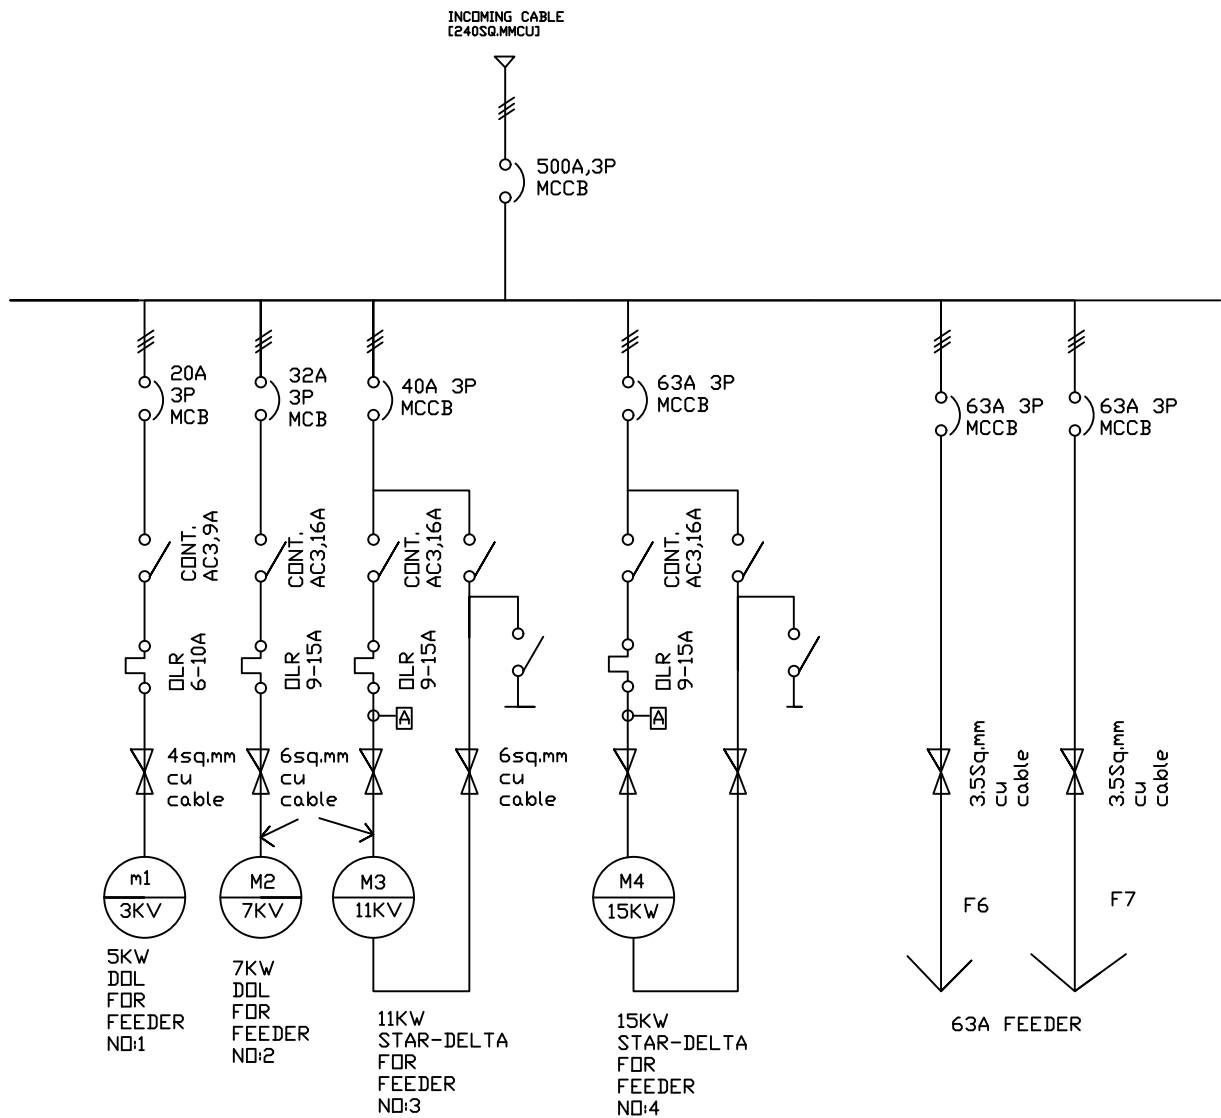 INCOMING CABLE
[240SQ.MMCU]
500A,3P
MCCB
20A
3P
MCB
32A
3P
MCB
40A 3P
MCCB
63A 3P
MCCB
63A 3P
MCCB
63A 3P
MCCB
CONT.
AC3,9A
CONT.
AC3,16A
CONT.
AC3,16A
CONT.
AC3,16A
OLR
6-10A
OLR
9-15A
OLR
9-15A
OLR
9-15A
A
A
4sq.mm
cu
cable
6sq.mm
cu
cable
6sq.mm
cu
cable
3.5Sq.mm
cu
cable
3.5Sq.mm
cu
cable
m1
3KV
M2
7KV
M3
11KV
M4
15KW
F6
F7
5KW
DOL
FOR
FEEDER
NO:1
7KW
DOL
FOR
FEEDER
NO:2
11KW
STAR-DELTA
FOR
FEEDER
NO:3
15KW
STAR-DELTA
FOR
FEEDER
NO:4
63A FEEDER